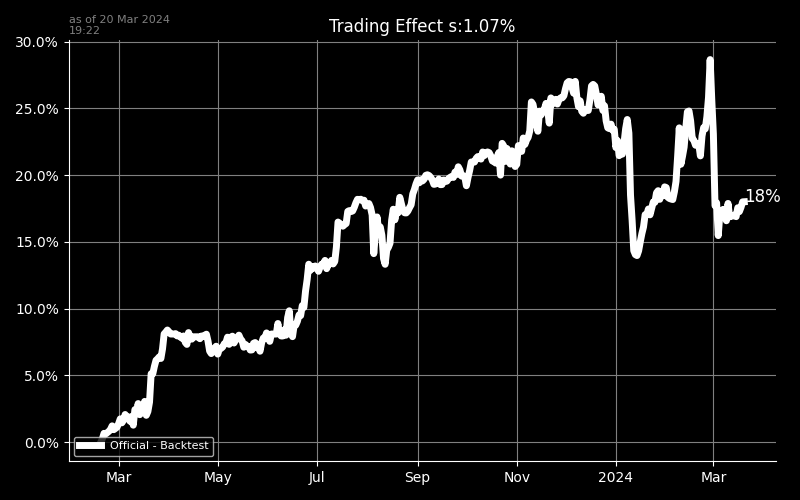 as of 20 Mar 2024
19:22
Trading Effect s:1.07%
30.0%
25.0%
20.0%
15.0%
10.0%
5.0%
0.0%
18%
Official - Backtest
Mar May Jul Sep Nov 2024 Mar